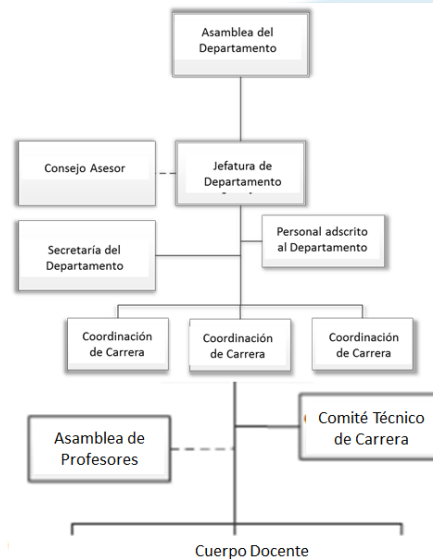 Asamblea del
Departamento
Consejo Asesor
Jefatura de
Departamento
Secretaría del
Departamento
Personal adscrito
al Departamento
Coordinación
de Carrera
Coordinación
de Carrera
Coordinación
de Carrera
Asamblea de
Profesores
Comité Técnico
de Carrera
Cuerpo Docente